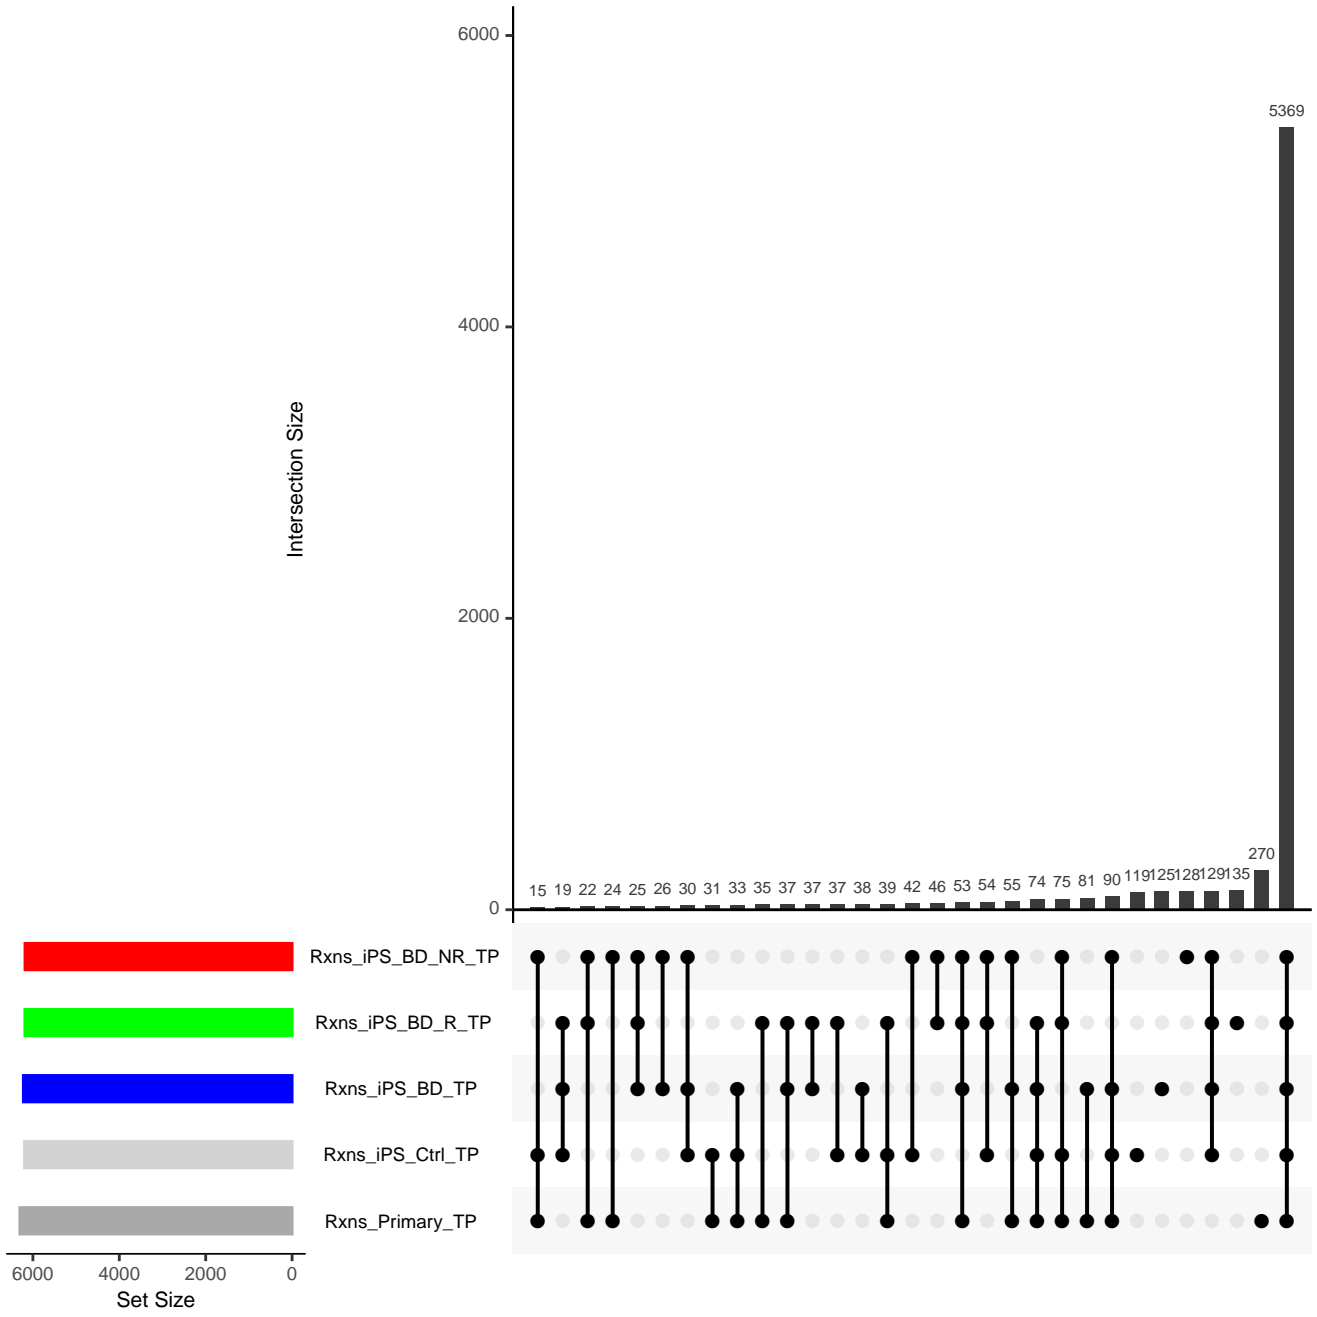 6000
5369
4000
Intersection Size
2000
270
15 19 22 24 25 26 30 31 33 35 37 37 37 38 39 42 46 53 54 55 74 75 81 90 119 125 128 129 135
0
Rxns_iPS_BD_NR_TP
Rxns_iPS_BD_R_TP
Rxns_iPS_BD_TP
Rxns_iPS_Ctrl_TP
Rxns_Primary_TP
6000 4000 2000 0
Set Size